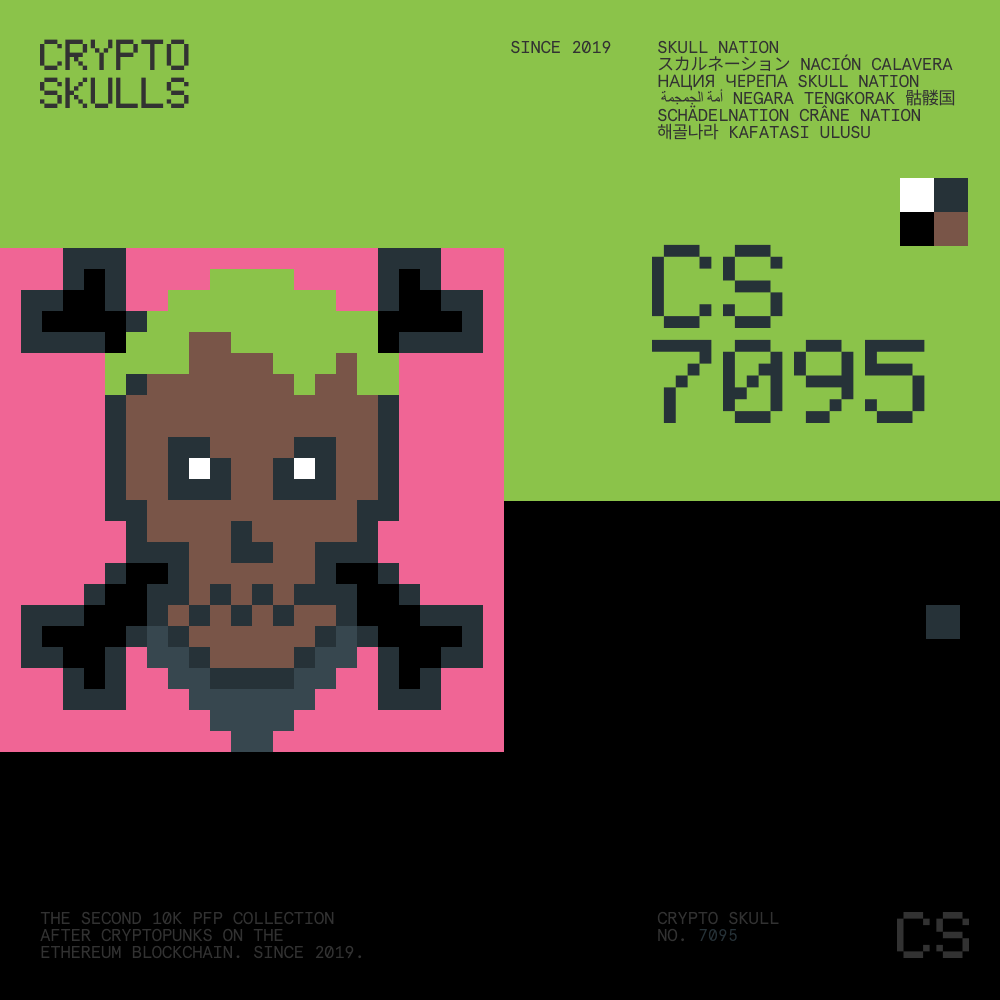 CRYPTO
SKULLS
SINCE 2019
SKULL NATION
スカルネーション NACIÓN CALAVERA
НАЦИЯ ЧЕРЕПА SKULL NATION
أمة الجمجمة NEGARA TENGKORAK 骷髅国
SCHÄDELNATION CRÂNE NATION
해골나라 KAFATASI ULUSU
CS
7095
THE SECOND 10K PFP COLLECTION
AFTER CRYPTOPUNKS ON THE
ETHEREUM BLOCKCHAIN. SINCE 2019.
CRYPTO SKULL
NO. 7095
CS